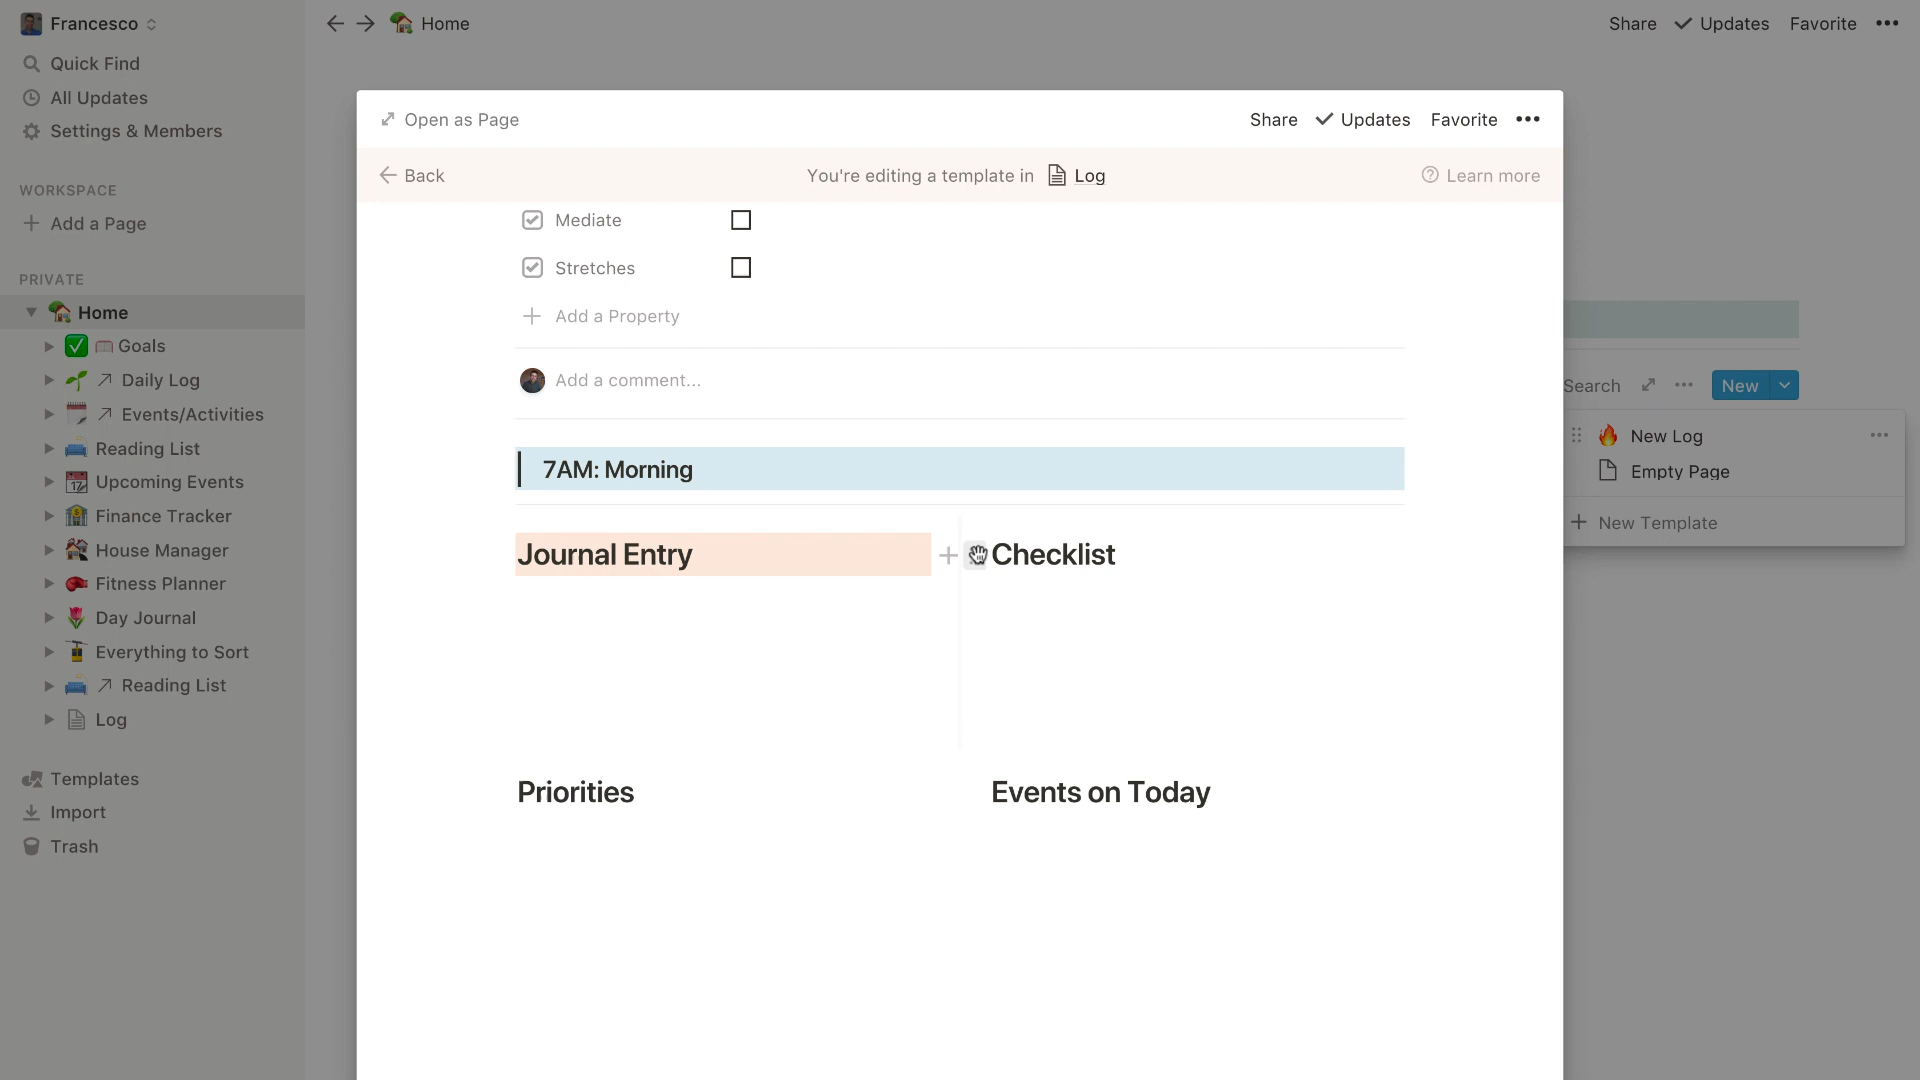 Francesco
Home
Share
Updates
Favorite
Quick Find
All Updates
Settings & Members
WORKSPACE
Add a Page
PRIVATE
Home
Goals
Daily Log
Events/Activities
Reading List
Upcoming Events
Finance Tracker
House Manager
Fitness Planner
Day Journal
Everything to Sort
Reading List
Log
Templates
Import
Trash
Open as Page
Share
Updates
Favorite
Back
You're editing a template in Log
Learn more
Mediate
Stretches
Add a Property
Add a comment...
7AM: Morning
Journal Entry
Checklist
Priorities
Events on Today
Search
New
New Log
Empty Page
New Template